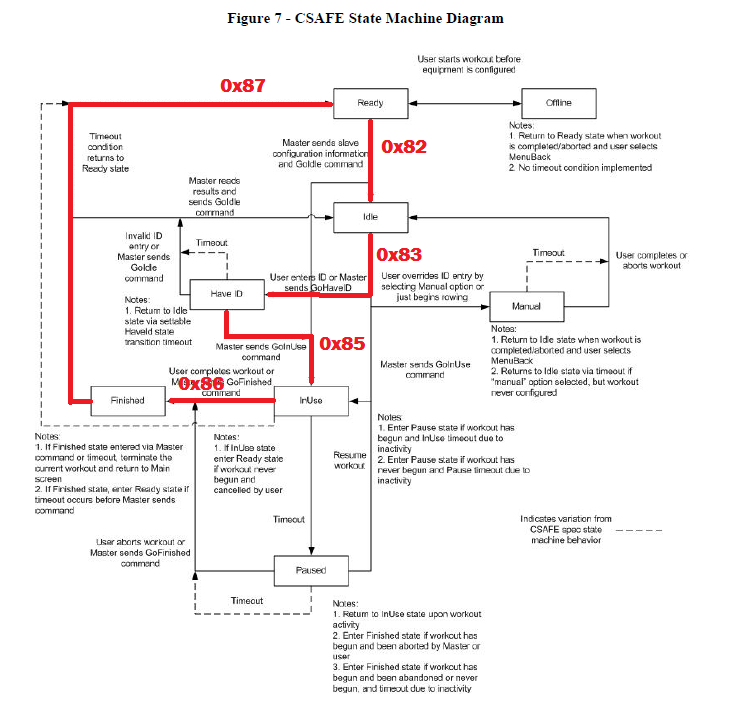 Figure 7 - CSAFE State Machine Diagram
User starts workout before
equipment is configured
0x87
Ready
Offline
Timeout
condition
returns to
Ready state
Master sends slave
configuration information
and GoIdle command
0x82
Notes:
1. Return to Ready state when workout
is completed/aborted and user selects
MenuBack
2. No timeout condition implemented
Master reads
results and
sends GoIdle
command
Idle
Invalid ID
entry or
Master sends
GoIdle
command
Timeout
0x83
Timeout
User completes or
aborts workout
User enters ID or Master
sends GoHaveID
User overrides ID entry by
selecting Manual option or
just begins rowing
Have ID
Manual
Notes:
1. Return to Idle
state via settable
HaveId state
transition timeout
Master sends GoInUse
command
0x85
Notes:
1. Return to Idle state when workout is
completed/aborted and user selects
MenuBack
2. Returns to Idle state via timeout if
"manual" option selected, but workout
never configured
Master sends GoInUse
command
User completes workout or
GoFinished
command
0x86
Finished
InUse
Notes:
1. If Finished state entered via Master
command or timeout, terminate the
current workout and return to Main
screen
2. If Finished state, enter Ready state if
timeout occurs before Master sends
command
Notes:
1. If InUse state
enter Ready state
if workout never
begun and
cancelled by user
Resume
workout
Notes:
1. Enter Pause state if workout has
begun and InUse timeout due to
inactivity
2. Enter Pause state if workout has
never begun and Pause timeout due to
inactivity
Timeout
Indicates variation from
CSAFE spec state
machine behavior
User aborts workout or
Master sends GoFinished
command
Paused
Timeout
Notes:
1. Return to InUse state upon workout
activity
2. Enter Finished state if workout has
begun and been aborted by Master or
user
3. Enter Finished state if workout has
begun and been abandoned or never
begun, and timeout due to inactivity